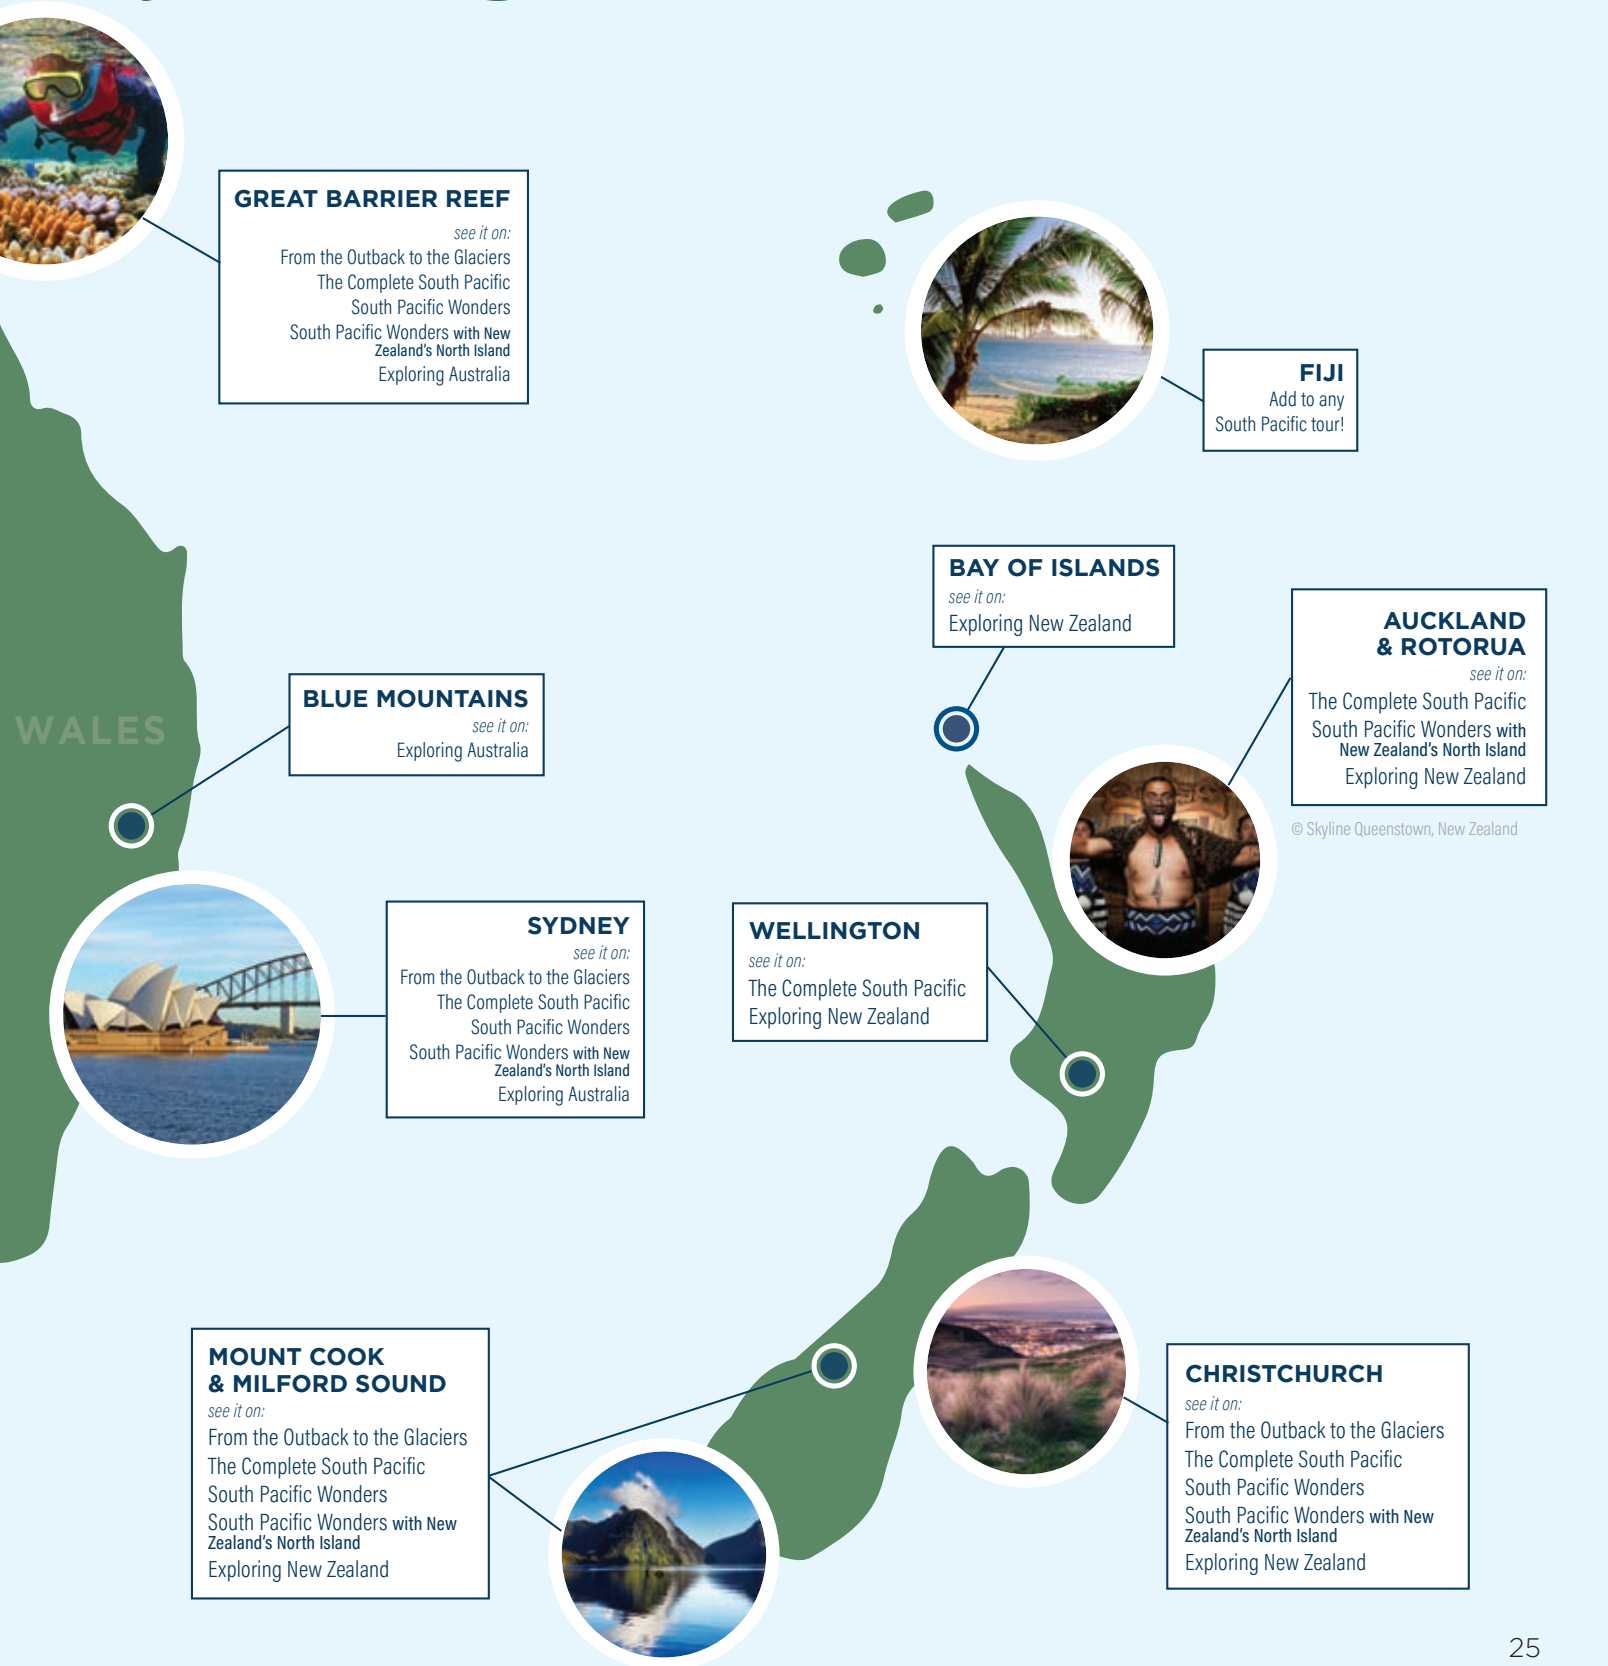 GREAT BARRIER REEF
see it on:
From the Outback to the Glaciers
The Complete South Pacific
South Pacific Wonders
South Pacific Wonders with New
Zealand's North Island
Exploring Australia
FIJI
Add to any
South Pacific tour!
BAY OF ISLANDS
see it on:
Exploring New Zealand
AUCKLAND
& ROTORUA
see it on:
The Complete South Pacific
South Pacific Wonders with
New Zealand's North Island
Exploring New Zealand
© Skyline Queenstown, New Zealand
WALES
BLUE MOUNTAINS
see it on:
Exploring Australia
SYDNEY
see it on:
From the Outback to the Glaciers
The Complete South Pacific
South Pacific Wonders
South Pacific Wonders with New
Zealand's North Island
Exploring Australia
WELLINGTON
see it on:
The Complete South Pacific
Exploring New Zealand
MOUNT COOK
& MILFORD SOUND
see it on:
From the Outback to the Glaciers
The Complete South Pacific
South Pacific Wonders
South Pacific Wonders with New
Zealand's North Island
Exploring New Zealand
CHRISTCHURCH
see it on:
From the Outback to the Glaciers
The Complete South Pacific
South Pacific Wonders
South Pacific Wonders with New
Zealand's North Island
Exploring New Zealand
25